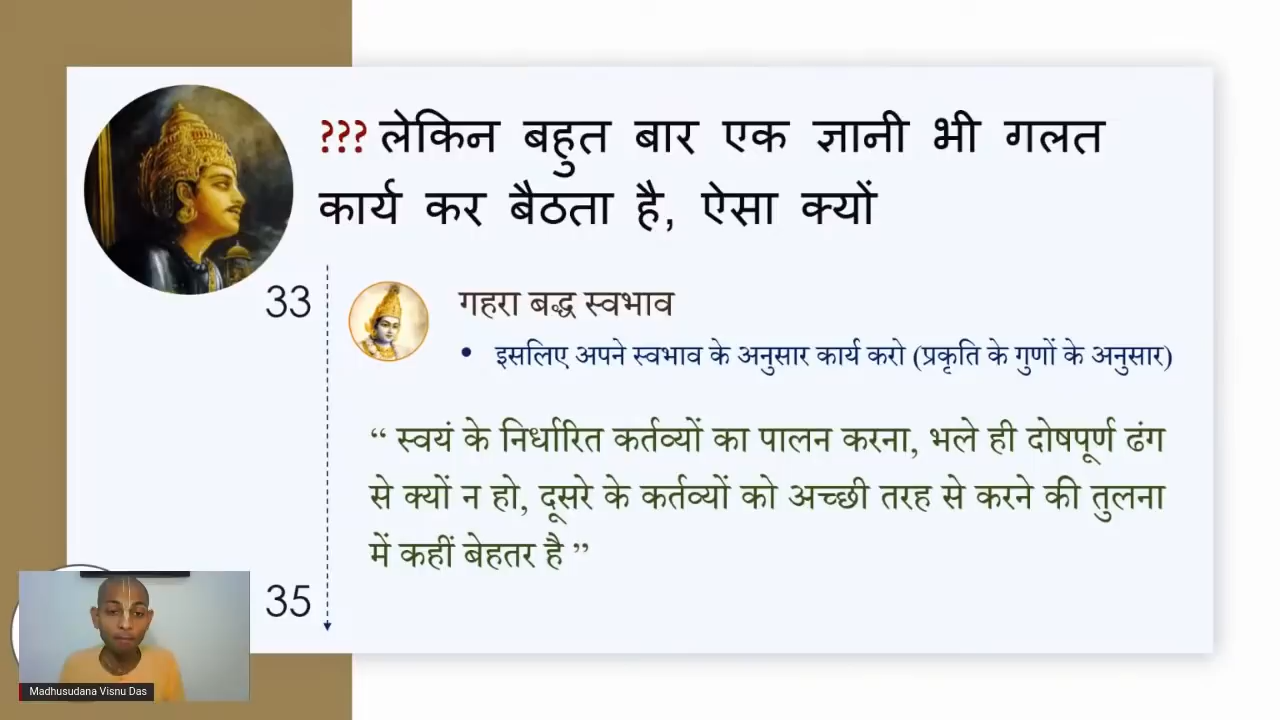 ??? लेकिन बहुत बार एक ज्ञानी भी गलत
कार्य कर बैठता है, ऐसा क्यों
33
गहरा बद्ध स्वभाव
• इसलिए अपने स्वभाव के अनुसार कार्य करो (प्रकृति के गुणों के अनुसार)
“ स्वयं के निर्धारित कर्तव्यों का पालन करना, भले ही दोषपूर्ण ढंग
से क्यों न हो, दूसरे के कर्तव्यों को अच्छी तरह से करने की तुलना
में कहीं बेहतर है ”
35
Madhusudana Visnu Das